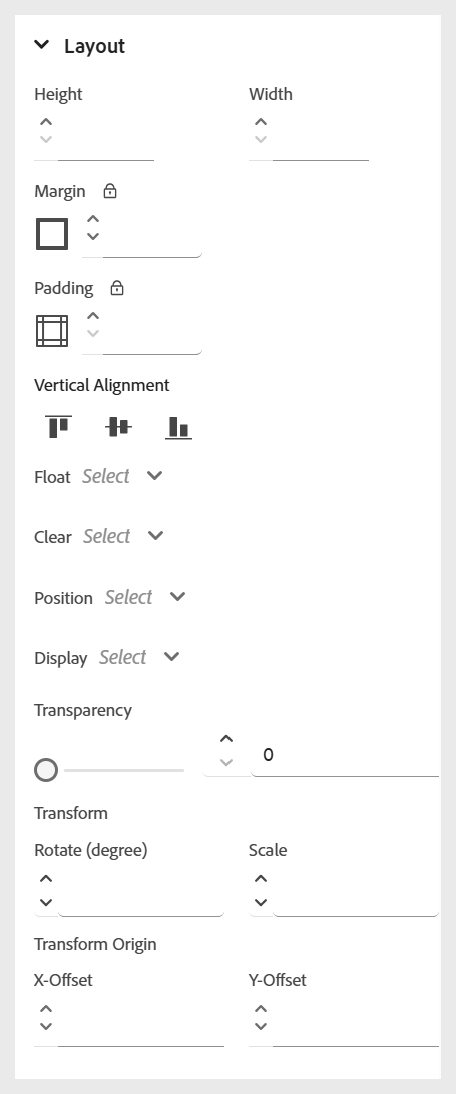 Layout
Height Width
Margin
Padding
Vertical Alignment
Float Select
Clear Select
Position Select
Display Select
Transparency
0
Transform
Rotate (degree) Scale
Transform Origin
X-Offset Y-Offset